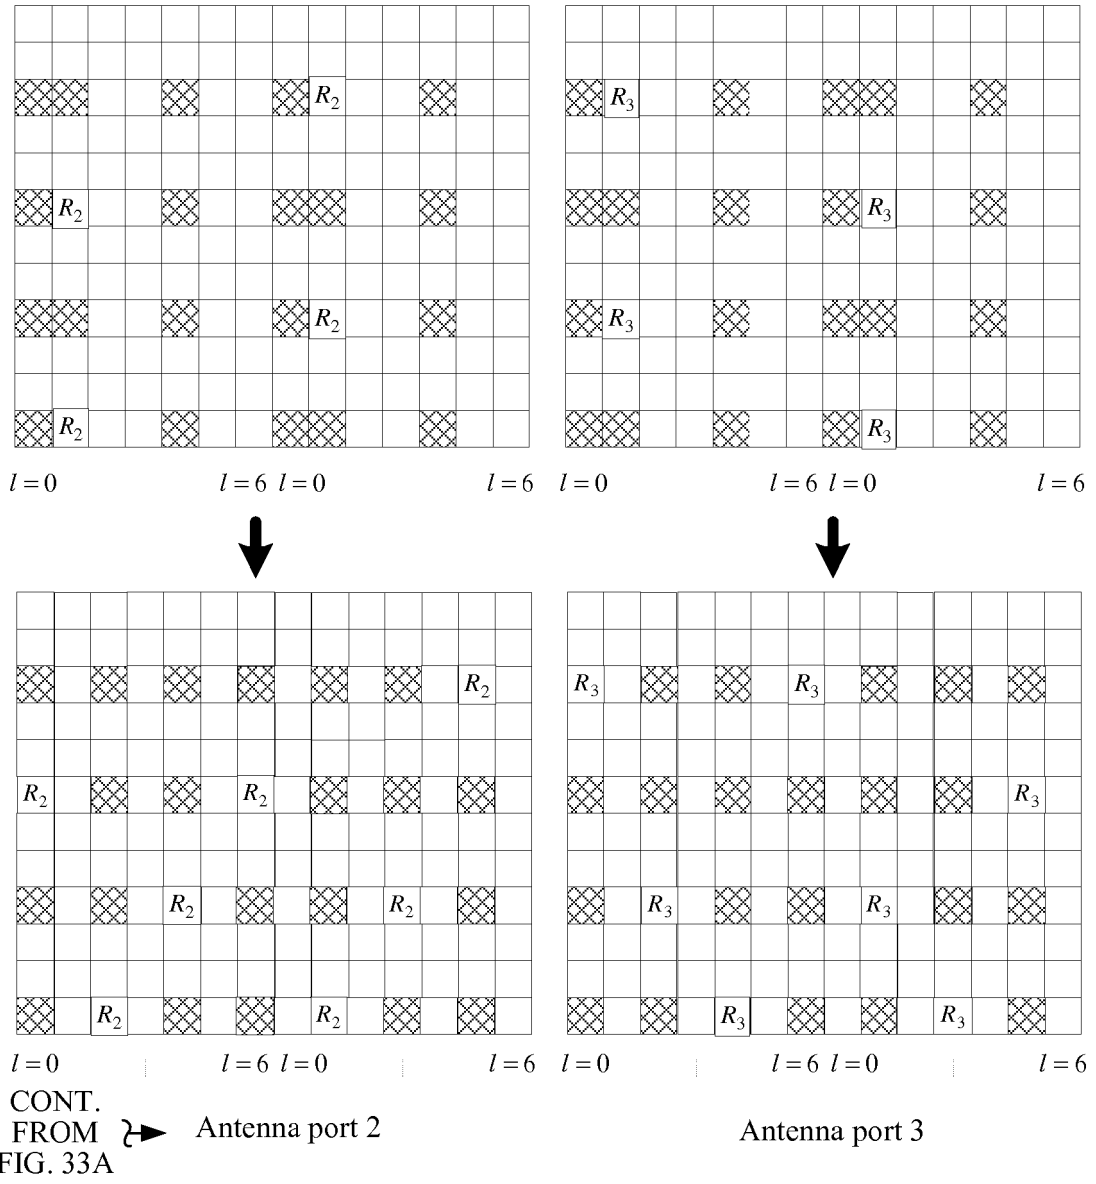 R2 R3
R2 R3
R2 R3
R2 R3
l = 0 l = 6 l = 0 l = 6 l = 0 l = 6 l = 0 l = 6
R2 R3 R3
R2 R2 R3
R2 R2 R3 R3
R2 R2 R3 R3
l = 0 l = 6 l = 0 l = 6 l = 0 l = 6 l = 0 l = 6
CONT.
FROM
FIG. 33A
Antenna port 2
Antenna port 3